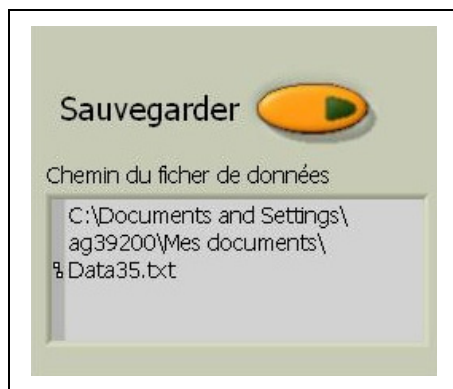 Sauvegarder
Chemin du ficher de données
C:\Documents and Settings\
ag39200\Mes documents\
Data35.txt